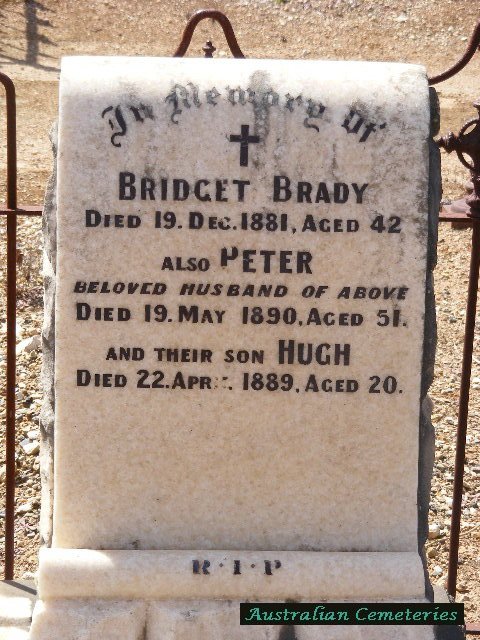 In Memory of
BRIDGET BRADY
DIED 19. DEC. 1881, AGED 42
ALSO PETER
BELOVED HUSBAND OF ABOVE
DIED 19. MAY 1890, AGED 51.
AND THEIR SON HUGH
DIED 22. APRIL 1889, AGED 20.
R·I·P
Australian Cemeteries